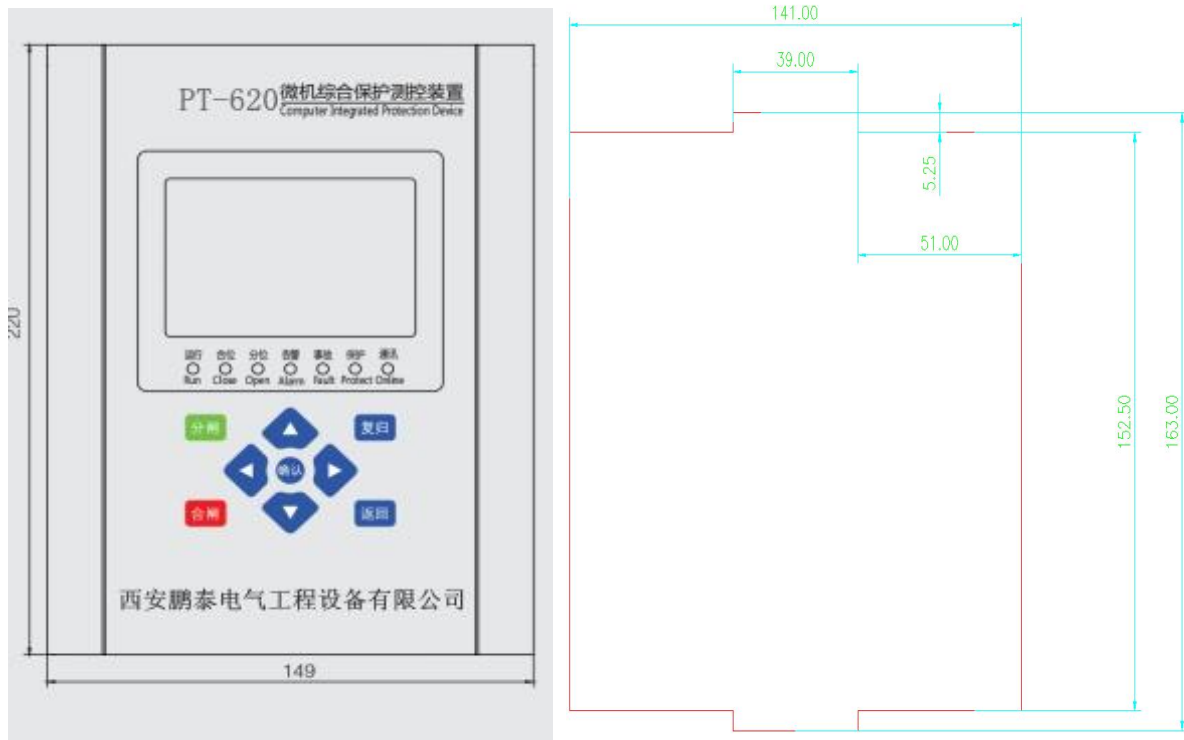 PT-620 微机综合保护测控装置
Computer Integrated Protection Device
运行 合位 分位 告警 事故 保护 通讯
Run Close Open Alarm Fault Protect Online
分闸
复归
确认
合闸
返回
西安鹏泰电气工程设备有限公司
220
149
141.00
39.00
5.25
51.00
152.50
163.00